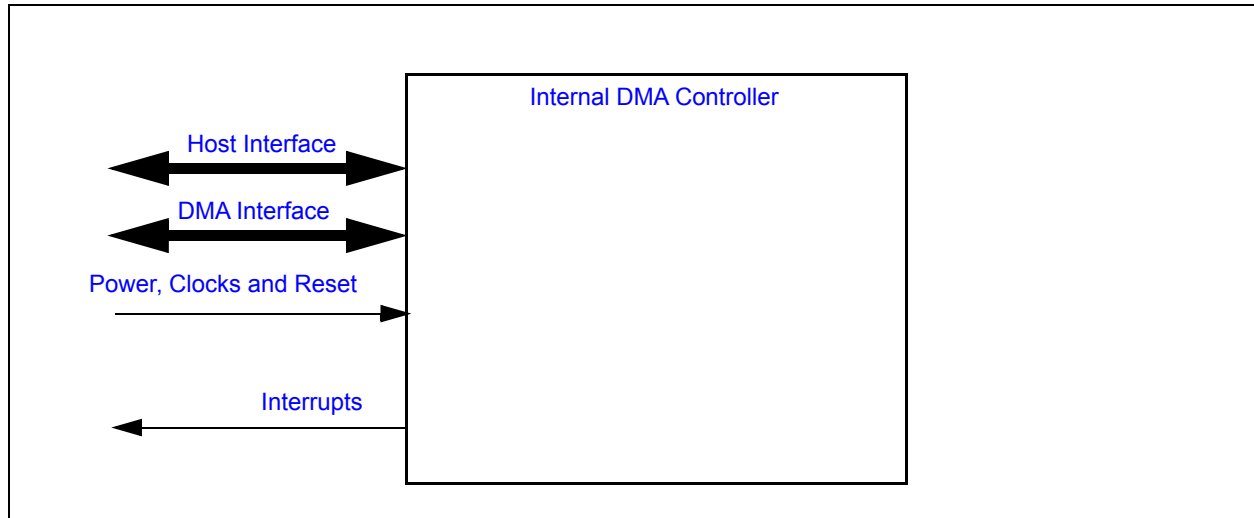 Internal DMA Controller
Host Interface
DMA Interface
Power, Clocks and Reset
Interrupts